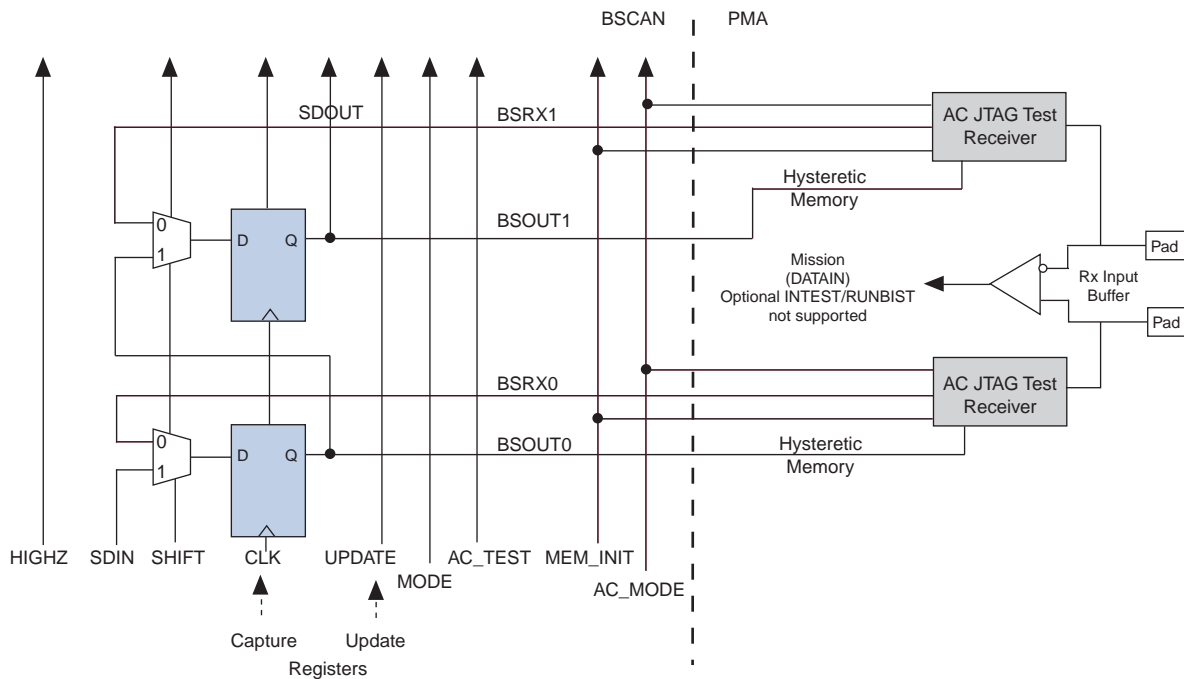 BSCAN
PMA
SDOUT
BSRX1
AC JTAG Test
Receiver
Hysteretic
Memory
0
1
D
Q
BSOUT1
Mission
(DATAIN)
Optional INTEST/RUNBIST
not supported
Pad
Rx Input
Buffer
Pad
BSRX0
AC JTAG Test
Receiver
0
1
D
Q
BSOUT0
Hysteretic
Memory
HIGHZ
SDIN
SHIFT
CLK
UPDATE
MODE
AC_TEST
MEM_INIT
AC_MODE
Capture
Update
Registers